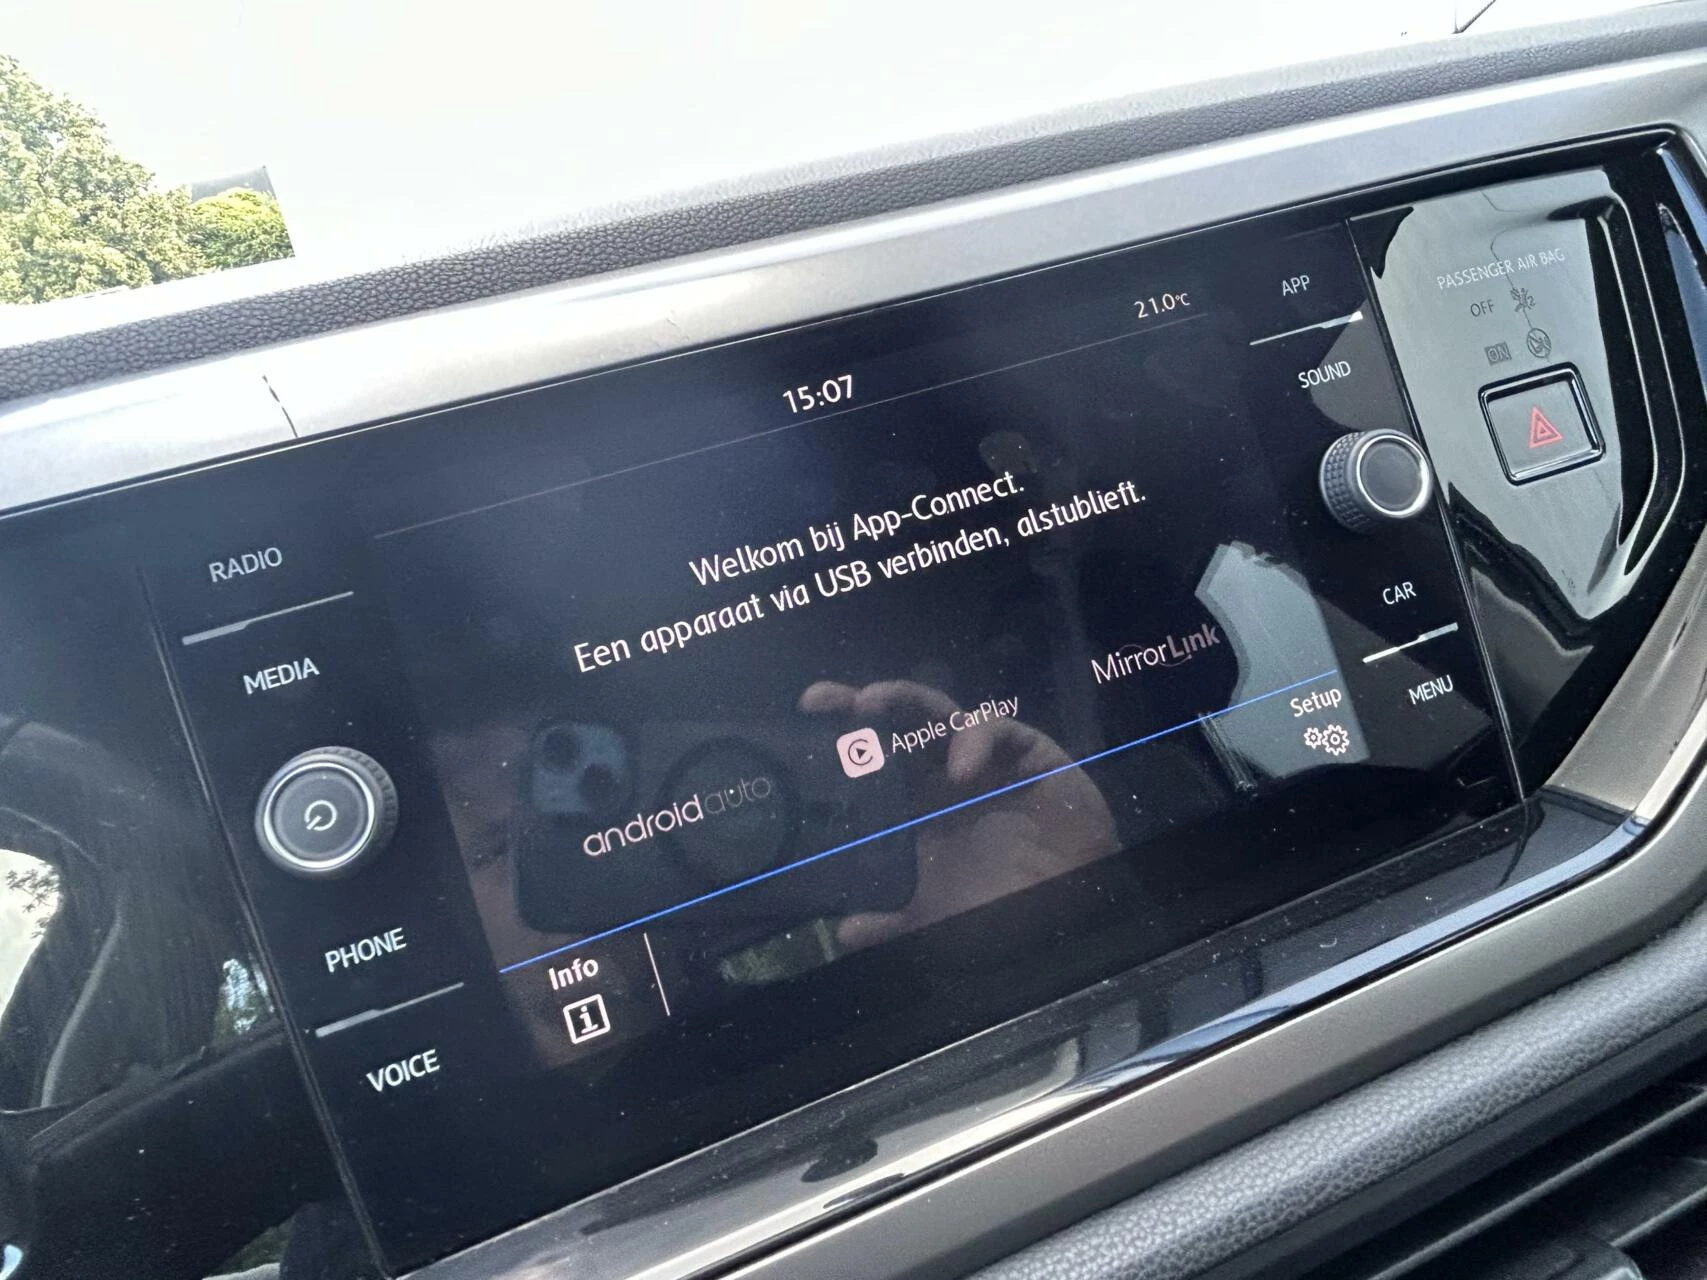 21.0°C
15:07
Welkom bij App-Connect.
Een apparaat via USB verbinden, alstublieft.
androidauto
Apple CarPlay
MirrorLink
Info
Setup
RADIO
MEDIA
PHONE
VOICE
APP
SOUND
CAR
MENU
PASSENGER AIR BAG
OFF
ON